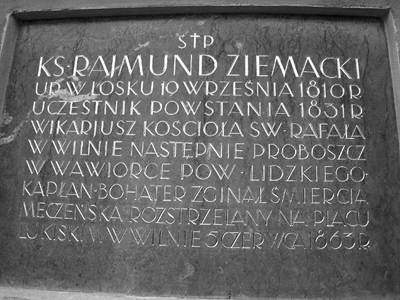 Ś†P
KS·RAJMUND ZIEMACKI
UR·W ŁOSKU 19 WRZEŚNIA 1810 R
UCZESTNIK POWSTANIA 1831 R
WIKARJUSZ KOŚCIOŁA ŚW·RAFAŁA
W WILNIE NASTĘPNIE PROBOSZCZ
W WAWIORCE POW·LIDZKIEGO·
KAPŁAN·BOHATER ZGINĄŁ ŚMIERCIĄ
MĘCZEŃSKĄ·ROZSTRZELANY NA PLACU
ŁUKISKIM W WILNIE 5 CZERWCA 1863 R